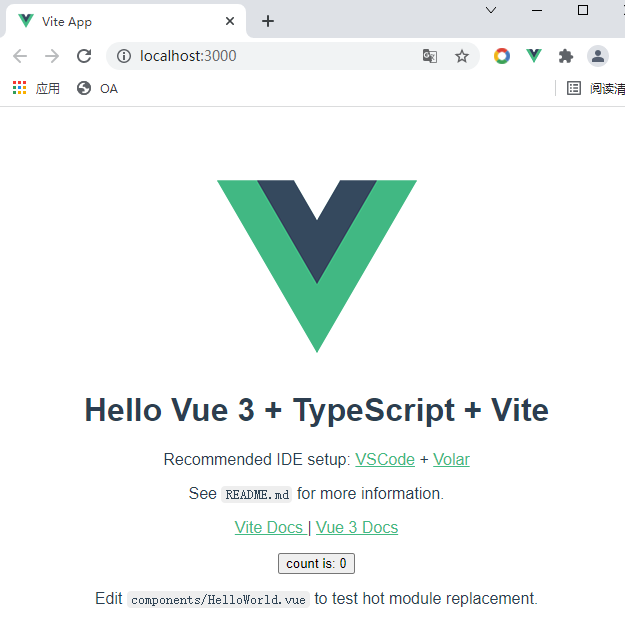 Vite App
localhost:3000
应用 OA 阅读清
Hello Vue 3 + TypeScript + Vite
Recommended IDE setup: VSCode + Volar
See README.md for more information.
Vite Docs | Vue 3 Docs
count is: 0
Edit components/HelloWorld.vue to test hot module replacement.